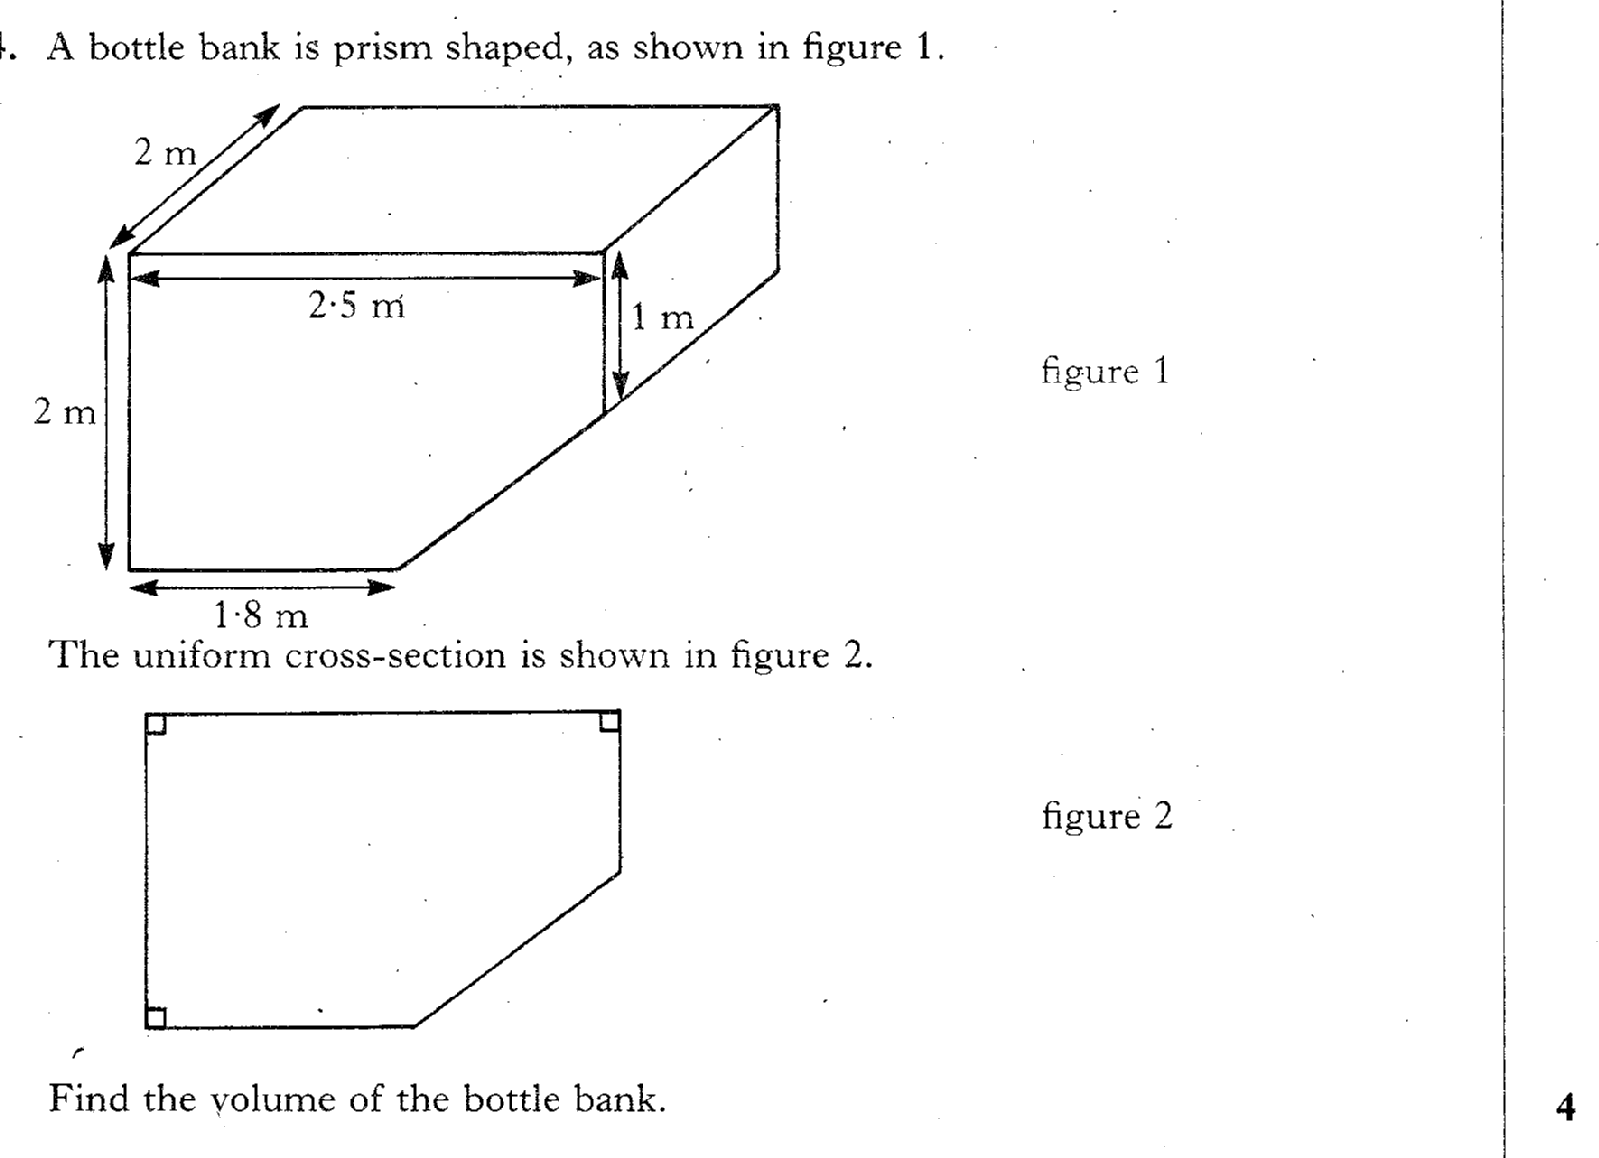 . A bottle bank is prism shaped, as shown in figure 1.
2 m
2·5 m
1 m
2 m
figure 1
1·8 m
The uniform cross-section is shown in figure 2.
figure 2
Find the volume of the bottle bank.
4